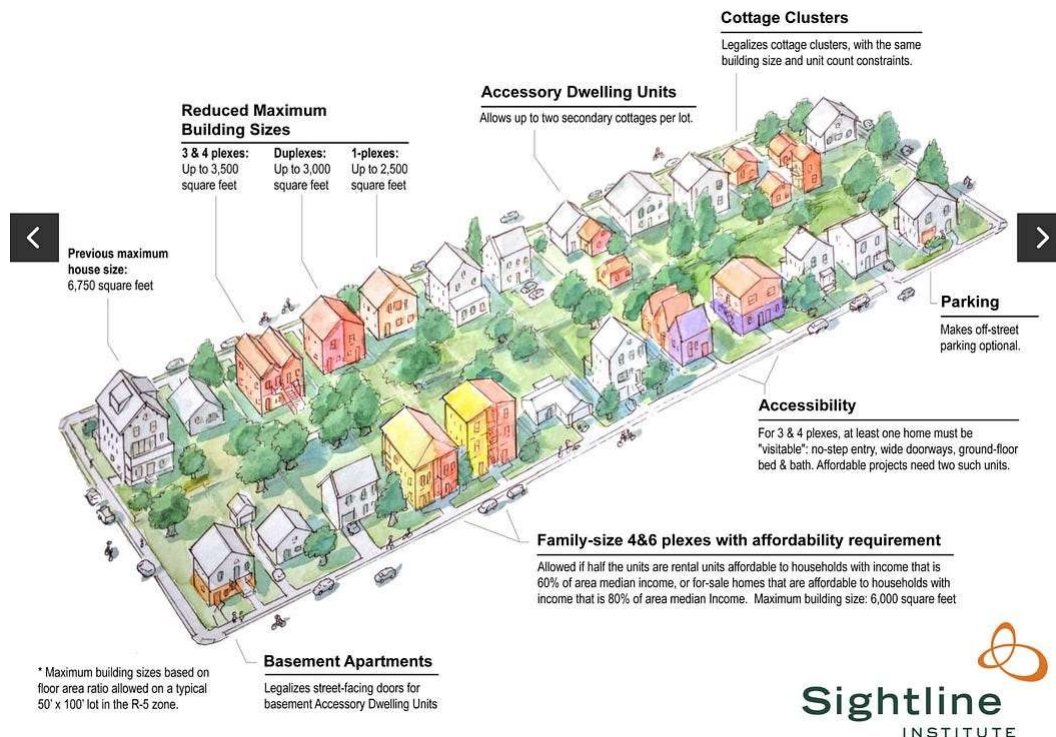 Cottage Clusters
Legalizes cottage clusters, with the same
building size and unit count constraints.
Accessory Dwelling Units
Allows up to two secondary cottages per lot.
Reduced Maximum
Building Sizes
3 & 4 plexes:
Up to 3,500
square feet
Duplexes:
Up to 3,000
square feet
1-plexes:
Up to 2,500
square feet
Previous maximum
house size:
6,750 square feet
Parking
Makes off-street
parking optional.
Accessibility
For 3 & 4 plexes, at least one home must be
"visitable": no-step entry, wide doorways, ground-floor
bed & bath. Affordable projects need two such units.
Family-size 4&6 plexes with affordability requirement
Allowed if half the units are rental units affordable to households with income that is
60% of area median income, or for-sale homes that are affordable to households with
income that is 80% of area median Income. Maximum building size: 6,000 square feet
Basement Apartments
Legalizes street-facing doors for
basement Accessory Dwelling Units
* Maximum building sizes based on
floor area ratio allowed on a typical
50' x 100' lot in the R-5 zone.
Sightline
INSTITUTE